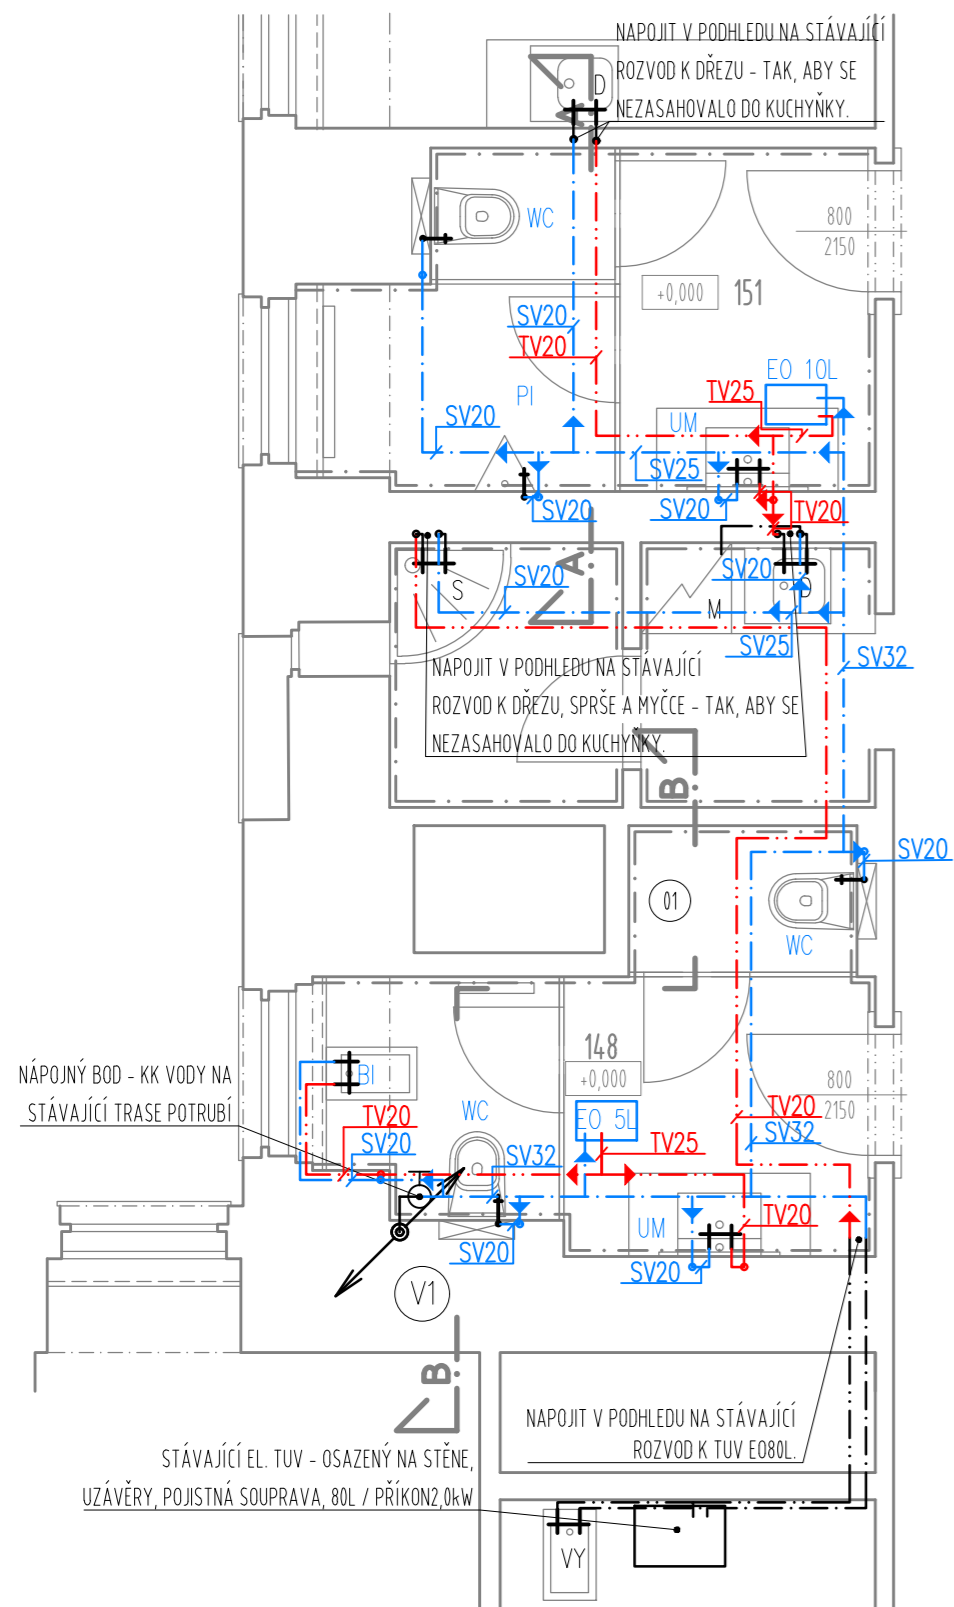 NAPOJIT V PODHLEDU NA STÁVAJÍCÍ
ROZVOD K DŘEZU - TAK, ABY SE
NEZASAHOVALO DO KUCHYŇKY.
D
A
WC
800
2150
+0,000
151
SV20
TV20
EO 10L
TV25
PI
SV20
UM
SV25
SV20
SV20
TV20
A
S
SV20
SV20
D
M
SV25
SV32
NAPOJIT V PODHLEDU NA STÁVAJÍCÍ
ROZVOD K DŘEZU, SPRŠE A MYČCE - TAK, ABY SE
NEZASAHOVALO DO KUCHYŇKY.
B
SV20
01
WC
148
+0,000
800
2150
NÁPOJNÝ BOD - KK VODY NA
STÁVAJÍCÍ TRASE POTRUBÍ
BI
WC
TV20
SV20
EO 5L
TV20
SV32
TV25
SV32
UM
TV20
SV20
SV20
V1
B
NAPOJIT V PODHLEDU NA STÁVAJÍCÍ
ROZVOD K TUV EO80L.
STÁVAJÍCÍ EL. TUV - OSAZENÝ NA STĚNE,
UZÁVĚRY, POJISTNÁ SOUPRAVA, 80L / PŘÍKON2,0kW
VY